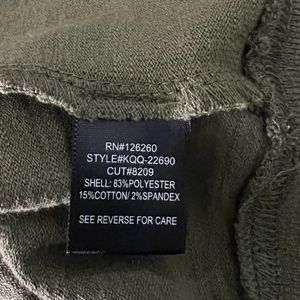 RN#126260
STYLE#KQQ-22690
CUT#8209
SHELL: 83%POLYESTER
15%COTTON/ 2%SPANDEX
SEE REVERSE FOR CARE